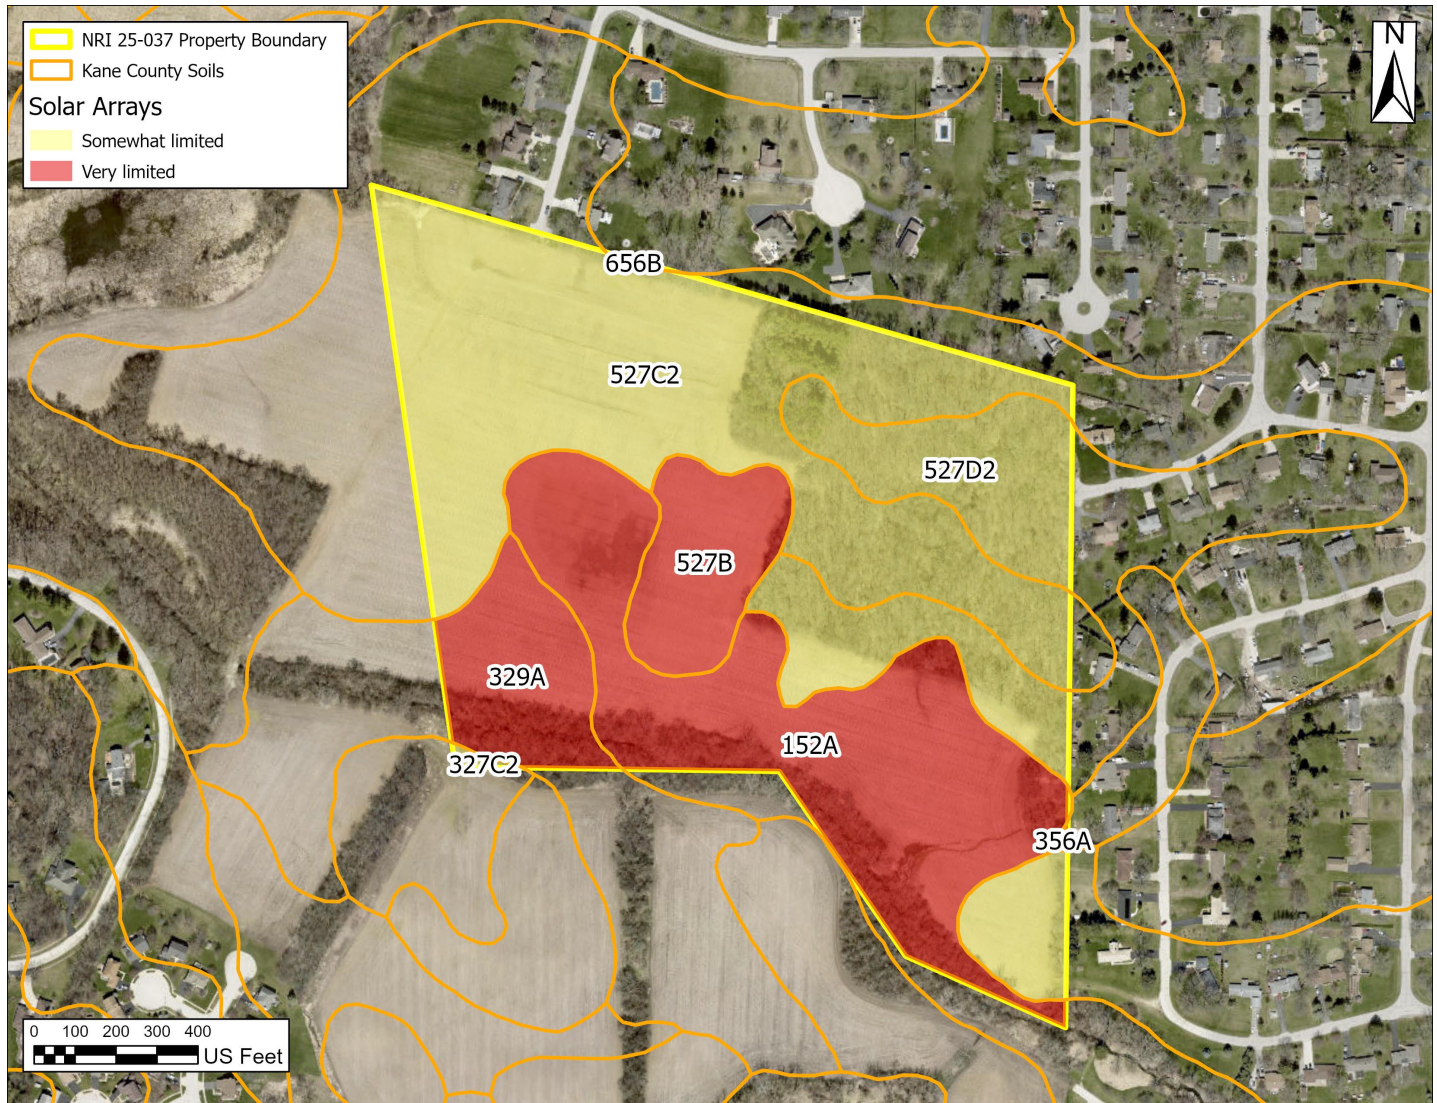 NRI 25-037 Property Boundary
Kane County Soils
Solar Arrays
Somewhat limited
Very limited
N
656B
527C2
527D2
527B
329A
152A
327C2
356A
0 100 200 300 400
US Feet